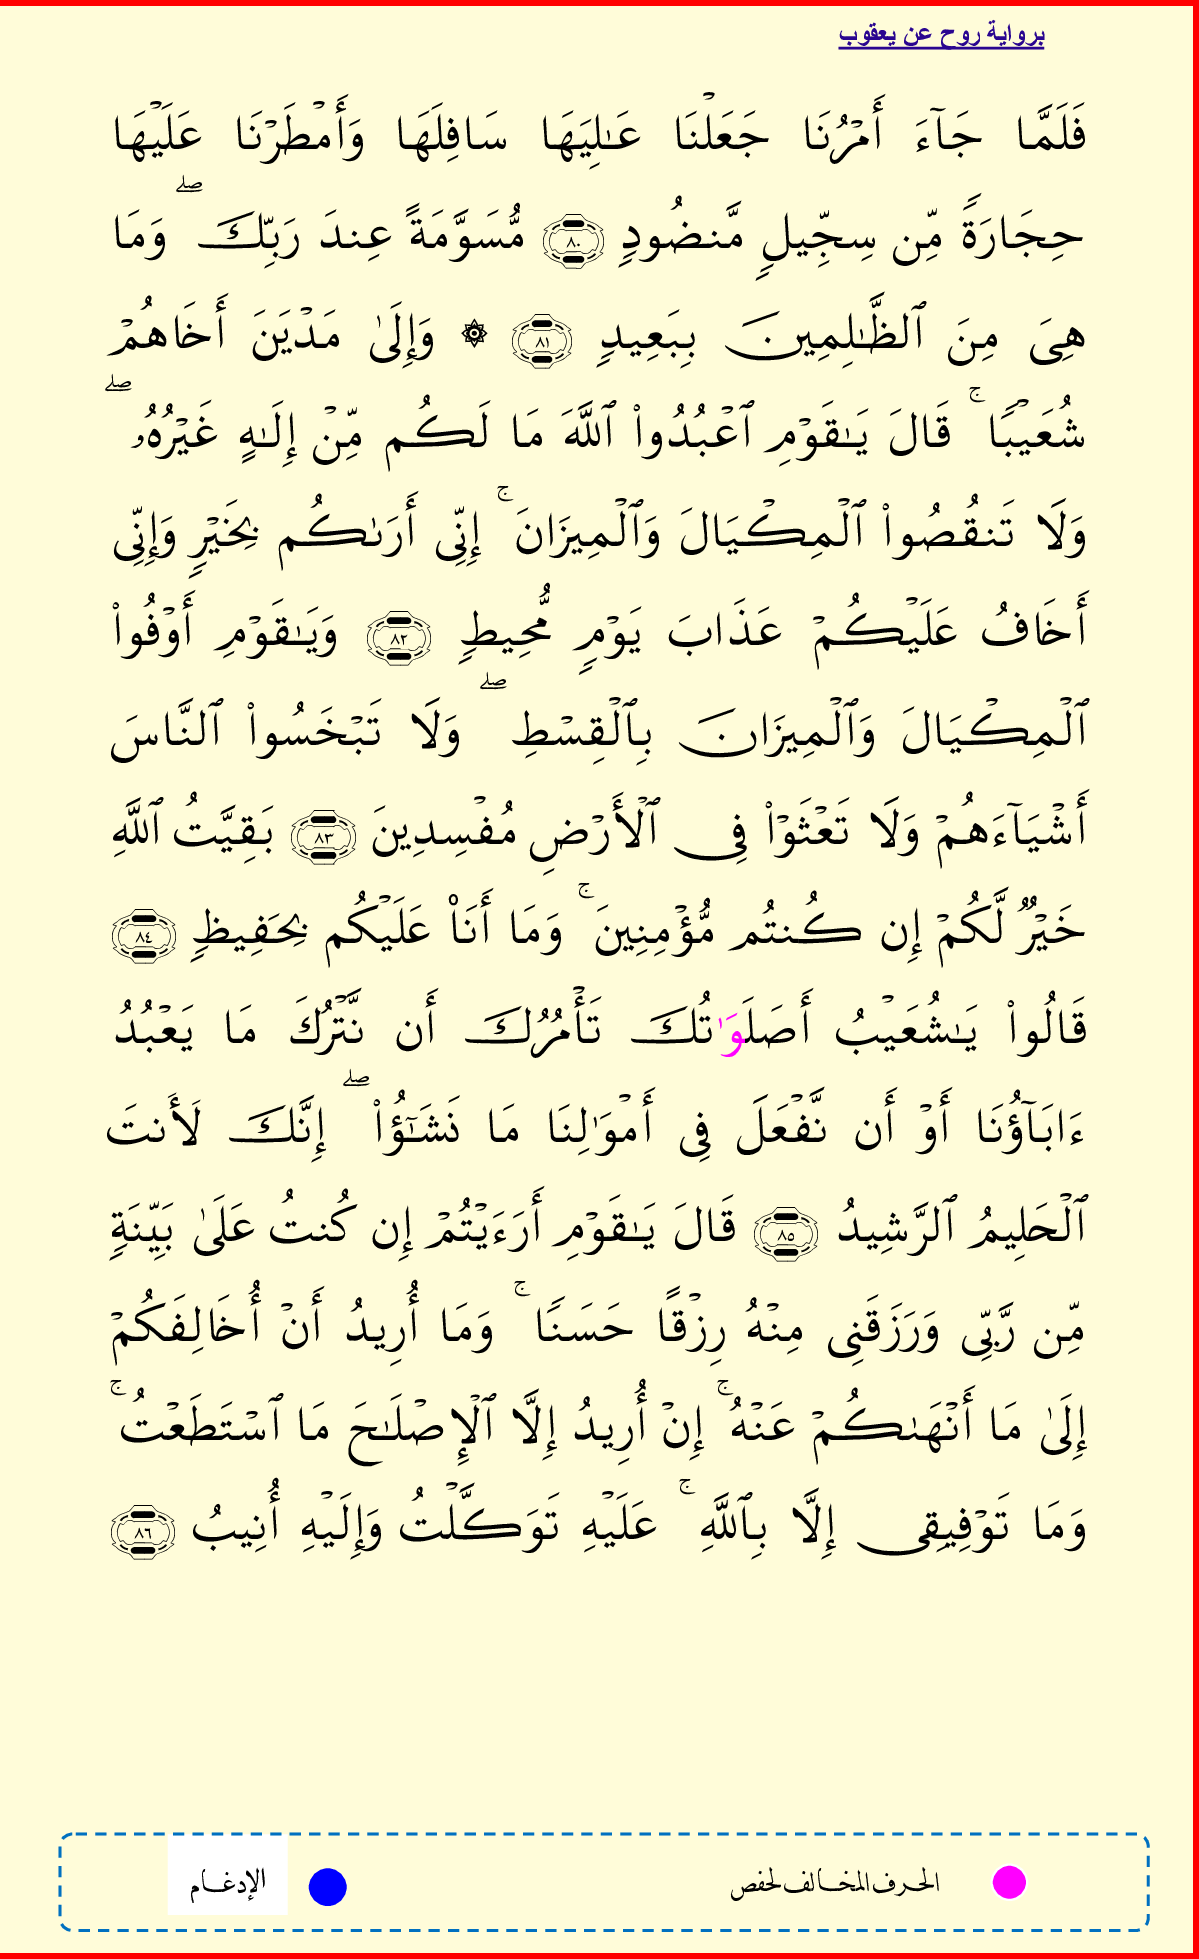 برواية روح عن يعقوب
فَلَمَّا جَآءَ أَمْرُنَا جَعَلْنَا عَٰلِيَهَا سَافِلَهَا وَأَمْطَرْنَا عَلَيْهَا
حِجَارَةً مِّن سِجِّيلٍ مَّنضُودٍ ٨٠ مُّسَوَّمَةً عِندَ رَبِّكَ ۖ وَمَا
هِىَ مِنَ ٱلظَّٰلِمِينَ بِبَعِيدٍ ٨١ ۞ وَإِلَىٰ مَدْيَنَ أَخَاهُمْ
شُعَيْبًا ۚ قَالَ يَٰقَوْمِ ٱعْبُدُوا۟ ٱللَّهَ مَا لَكُم مِّنْ إِلَٰهٍ غَيْرُهُۥ ۖ
وَلَا تَنقُصُوا۟ ٱلْمِكْيَالَ وَٱلْمِيزَانَ ۚ إِنِّى أَرَىٰكُم بِخَيْرٍ وَإِنِّى
أَخَافُ عَلَيْكُمْ عَذَابَ يَوْمٍ مُّحِيطٍ ٨٢ وَيَٰقَوْمِ أَوْفُوا۟
ٱلْمِكْيَالَ وَٱلْمِيزَانَ بِٱلْقِسْطِ ۖ وَلَا تَبْخَسُوا۟ ٱلنَّاسَ
أَشْيَآءَهُمْ وَلَا تَعْثَوْا۟ فِى ٱلْأَرْضِ مُفْسِدِينَ ٨٣ بَقِيَّتُ ٱللَّهِ
خَيْرٌ لَّكُمْ إِن كُنتُم مُّؤْمِنِينَ ۚ وَمَا أَنَا۠ عَلَيْكُم بِحَفِيظٍ ٨٤
قَالُوا۟ يَٰشُعَيْبُ أَصَلَوَٰتُكَ تَأْمُرُكَ أَن نَّتْرُكَ مَا يَعْبُدُ
ءَابَآؤُنَا أَوْ أَن نَّفْعَلَ فِى أَمْوَٰلِنَا مَا نَشَٰٓؤُا۟ ۖ إِنَّكَ لَأَنتَ
ٱلْحَلِيمُ ٱلرَّشِيدُ ٨٥ قَالَ يَٰقَوْمِ أَرَءَيْتُمْ إِن كُنتُ عَلَىٰ بَيِّنَةٍ
مِّن رَّبِّى وَرَزَقَنِى مِنْهُ رِزْقًا حَسَنًا ۚ وَمَا أُرِيدُ أَنْ أُخَالِفَكُمْ
إِلَىٰ مَا أَنْهَىٰكُمْ عَنْهُ ۚ إِنْ أُرِيدُ إِلَّا ٱلْإِصْلَٰحَ مَا ٱسْتَطَعْتُ ۚ
وَمَا تَوْفِيقِى إِلَّا بِٱللَّهِ ۚ عَلَيْهِ تَوَكَّلْتُ وَإِلَيْهِ أُنِيبُ ٨٦
الحرف المخالف لحفص
الإدغام